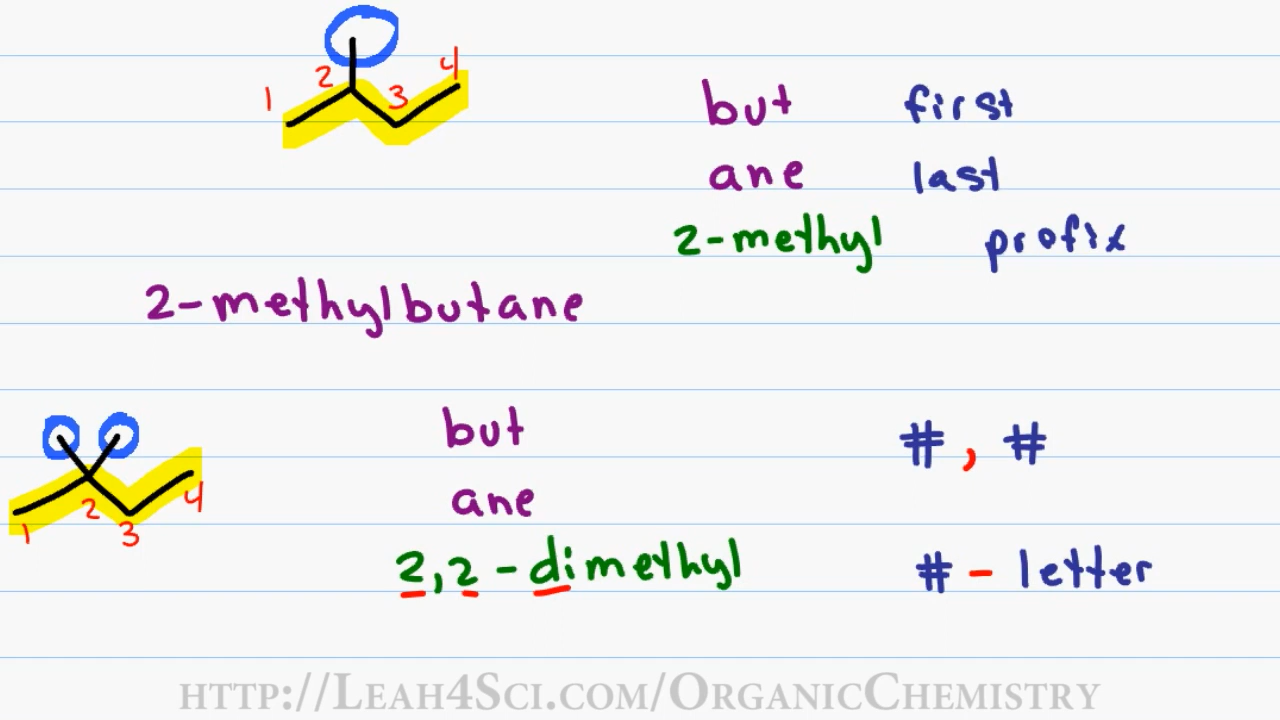 1 2 3 4
but first
ane last
2-methyl prefix
2-methylbutane
1 2 3 4
but
ane
2,2-dimethyl
#, #
# - letter
HTTP://LEAH4SCI.COM/ORGANICCHEMISTRY